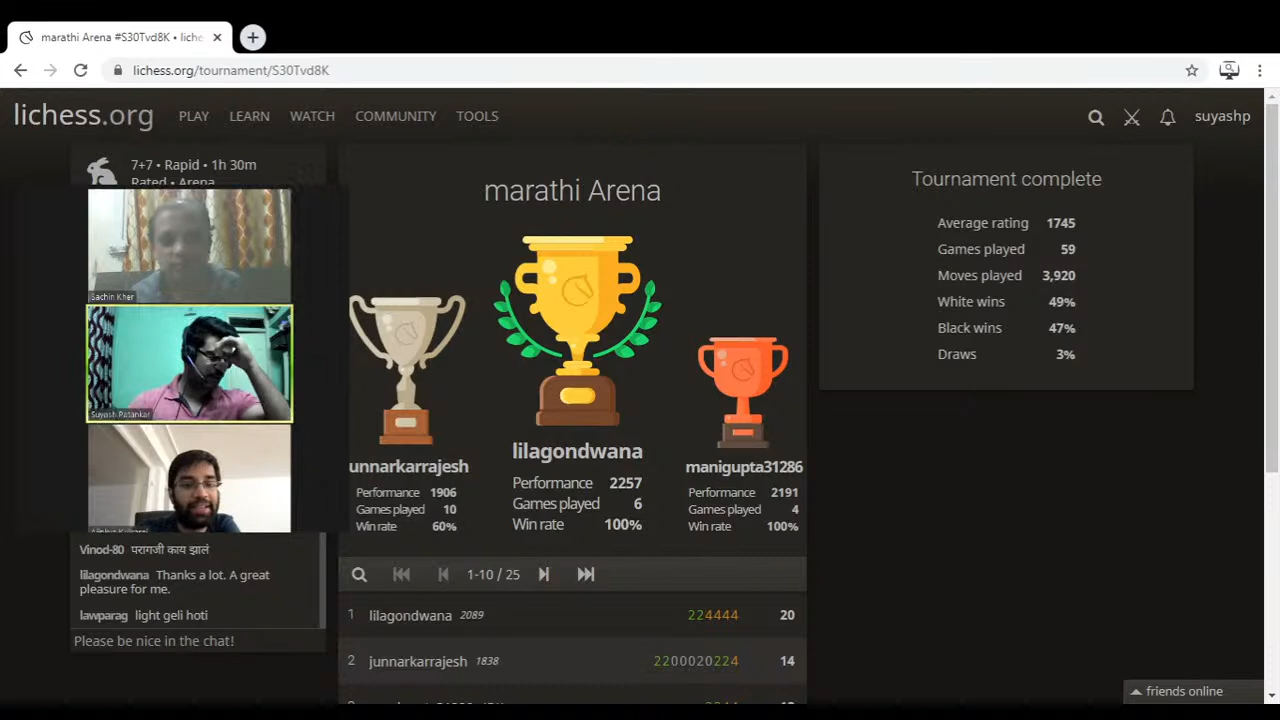 marathi Arena #S30Tvd8K • liche
lichess.org/tournament/S30Tvd8K
lichess.org PLAY LEARN WATCH COMMUNITY TOOLS suyashp
7+7 • Rapid • 1h 30m
Rated • Arena
Sachin Kher
Suyash Patankar
Vinod-80 परागजी काय झालं
lilagondwana Thanks a lot. A great
pleasure for me.
lawparag light geli hoti
Please be nice in the chat!
marathi Arena
unnarkarrajesh
Performance 1906
Games played 10
Win rate 60%
lilagondwana
Performance 2257
Games played 6
Win rate 100%
manigupta31286
Performance 2191
Games played 4
Win rate 100%
1-10 / 25
1 lilagondwana 2089 224444 20
2 junnarkarrajesh 1838 2200020224 14
Tournament complete
Average rating 1745
Games played 59
Moves played 3,920
White wins 49%
Black wins 47%
Draws 3%
friends online